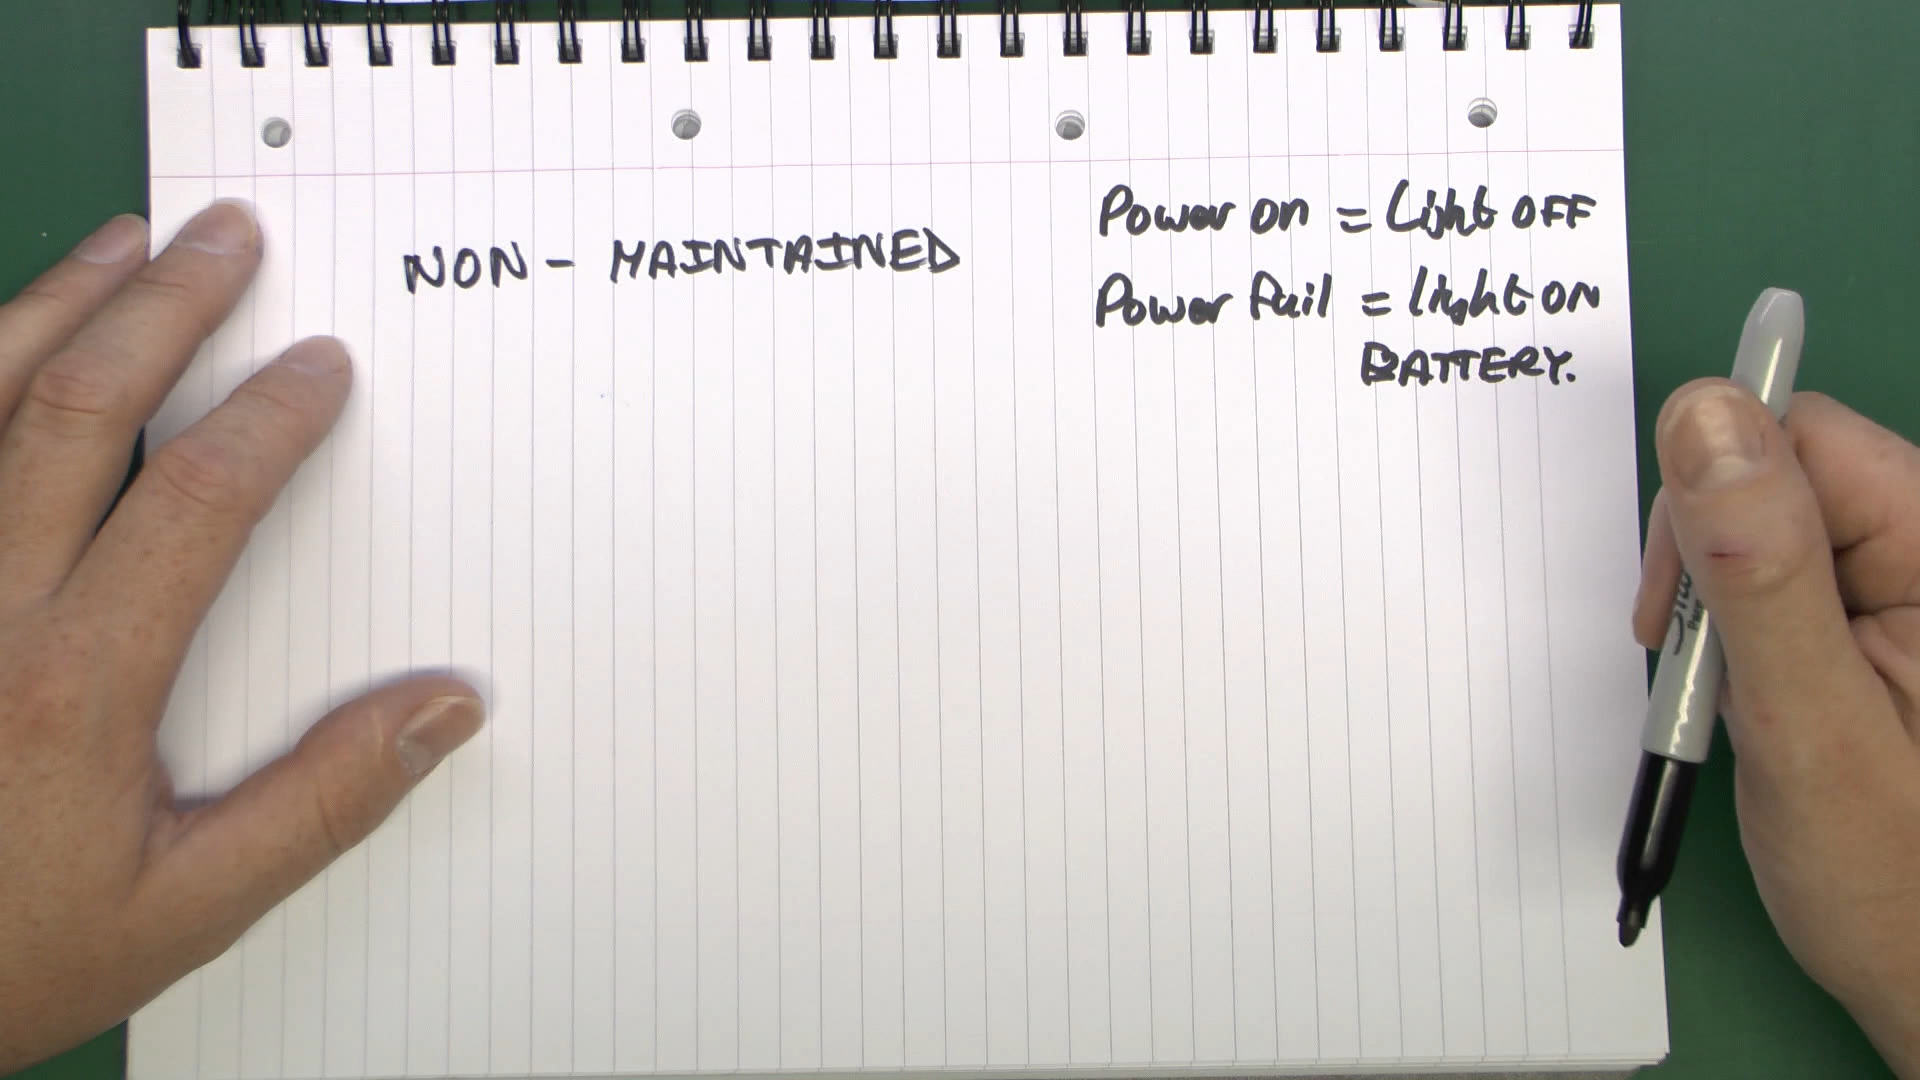 NON - MAINTAINED
Power on = Light OFF
Power fail = light ON
BATTERY.